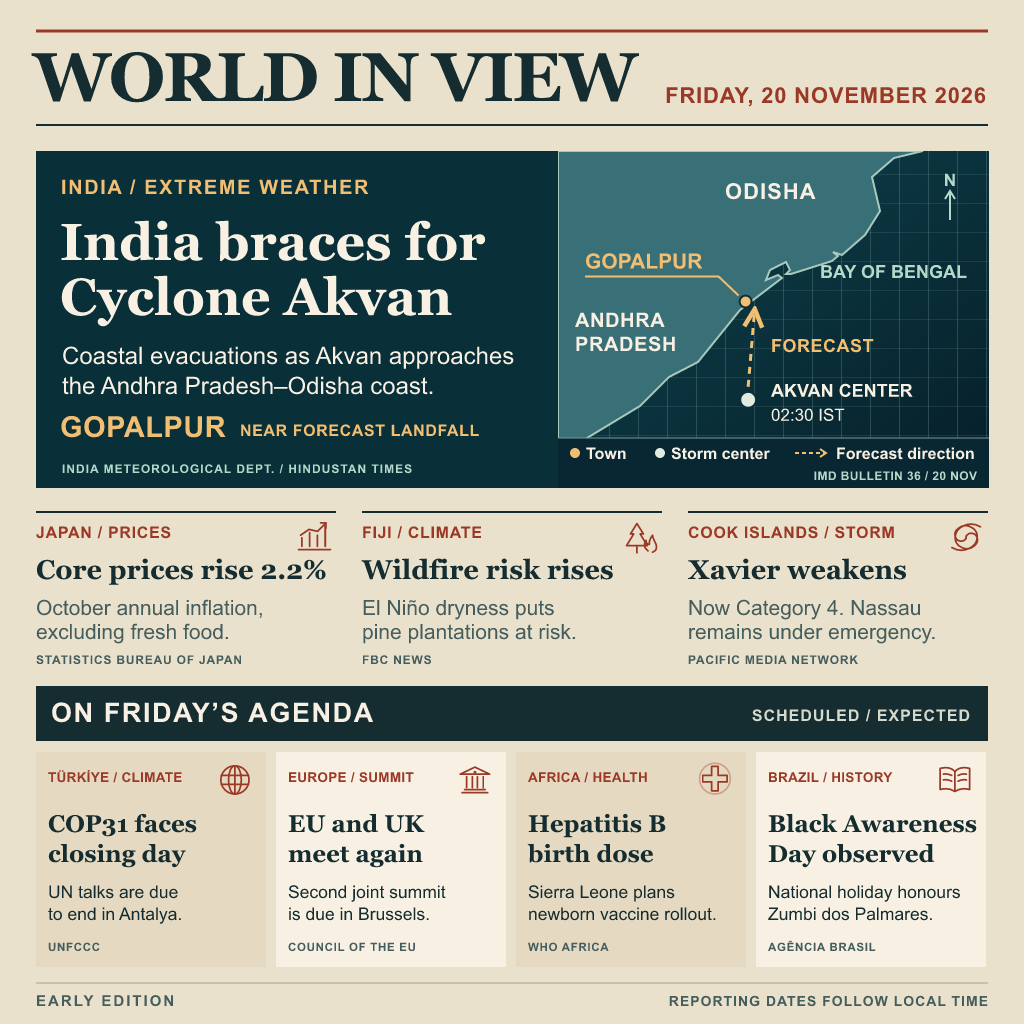 WORLD IN VIEW
FRIDAY, 20 NOVEMBER 2026
INDIA / EXTREME WEATHER
India braces for
Cyclone Akvan
Coastal evacuations as Akvan approaches
the Andhra Pradesh–Odisha coast.
GOPALPUR NEAR FORECAST LANDFALL
INDIA METEOROLOGICAL DEPT. / HINDUSTAN TIMES
ODISHA
N
GOPALPUR
BAY OF BENGAL
ANDHRA
PRADESH
FORECAST
AKVAN CENTER
02:30 IST
Town
Storm center
Forecast direction
IMD BULLETIN 36 / 20 NOV
JAPAN / PRICES
Core prices rise 2.2%
October annual inflation,
excluding fresh food.
STATISTICS BUREAU OF JAPAN
FIJI / CLIMATE
Wildfire risk rises
El Niño dryness puts
pine plantations at risk.
FBC NEWS
COOK ISLANDS / STORM
Xavier weakens
Now Category 4. Nassau
remains under emergency.
PACIFIC MEDIA NETWORK
ON FRIDAY’S AGENDA
SCHEDULED / EXPECTED
TÜRKİYE / CLIMATE
COP31 faces
closing day
UN talks are due
to end in Antalya.
UNFCCC
EUROPE / SUMMIT
EU and UK
meet again
Second joint summit
is due in Brussels.
COUNCIL OF THE EU
AFRICA / HEALTH
Hepatitis B
birth dose
Sierra Leone plans
newborn vaccine rollout.
WHO AFRICA
BRAZIL / HISTORY
Black Awareness
Day observed
National holiday honours
Zumbi dos Palmares.
AGÊNCIA BRASIL
EARLY EDITION
REPORTING DATES FOLLOW LOCAL TIME